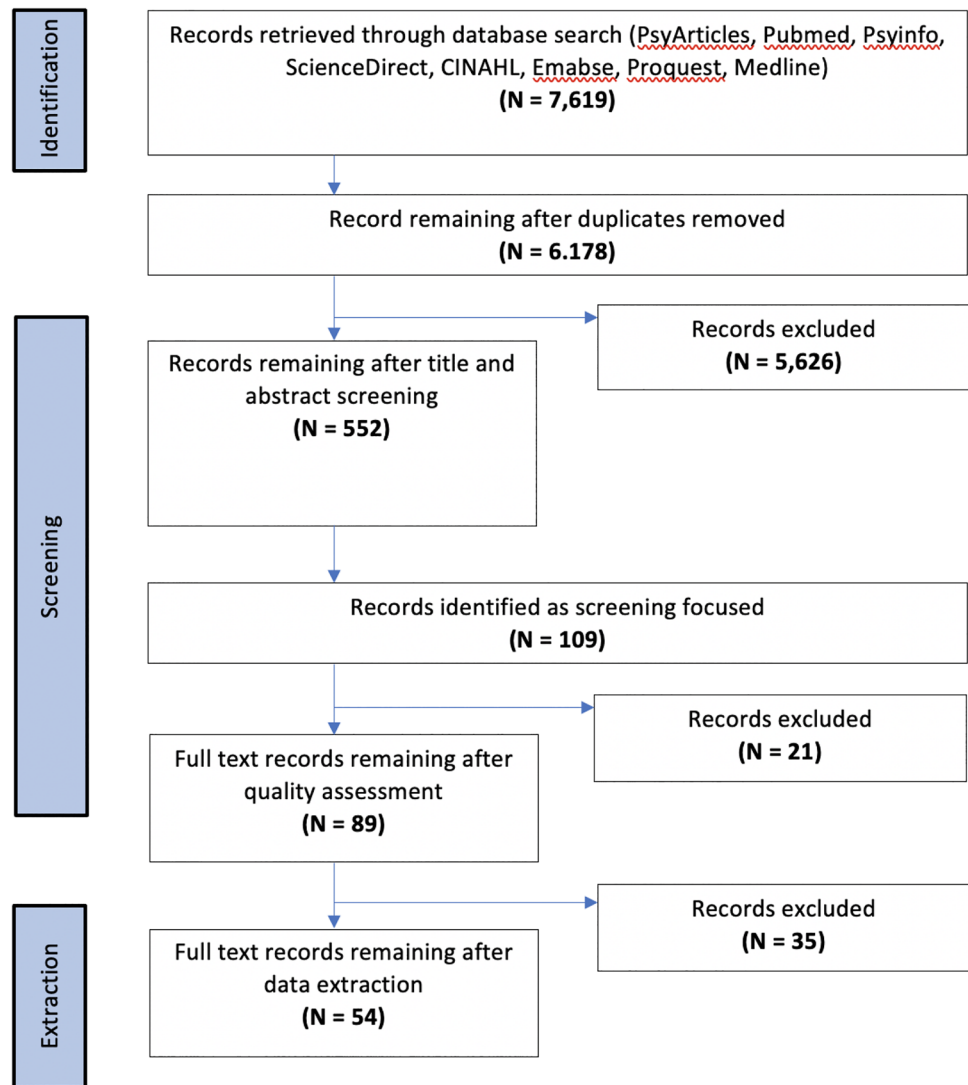 Identification
Records retrieved through database search (PsyArticles, Pubmed, Psyinfo,
ScienceDirect, CINAHL, Emabse, Proquest, Medline)
(N = 7,619)
Record remaining after duplicates removed
(N = 6.178)
Screening
Records excluded
(N = 5,626)
Records remaining after title and
abstract screening
(N = 552)
Records identified as screening focused
(N = 109)
Records excluded
(N = 21)
Full text records remaining after
quality assessment
(N = 89)
Extraction
Records excluded
(N = 35)
Full text records remaining after
data extraction
(N = 54)